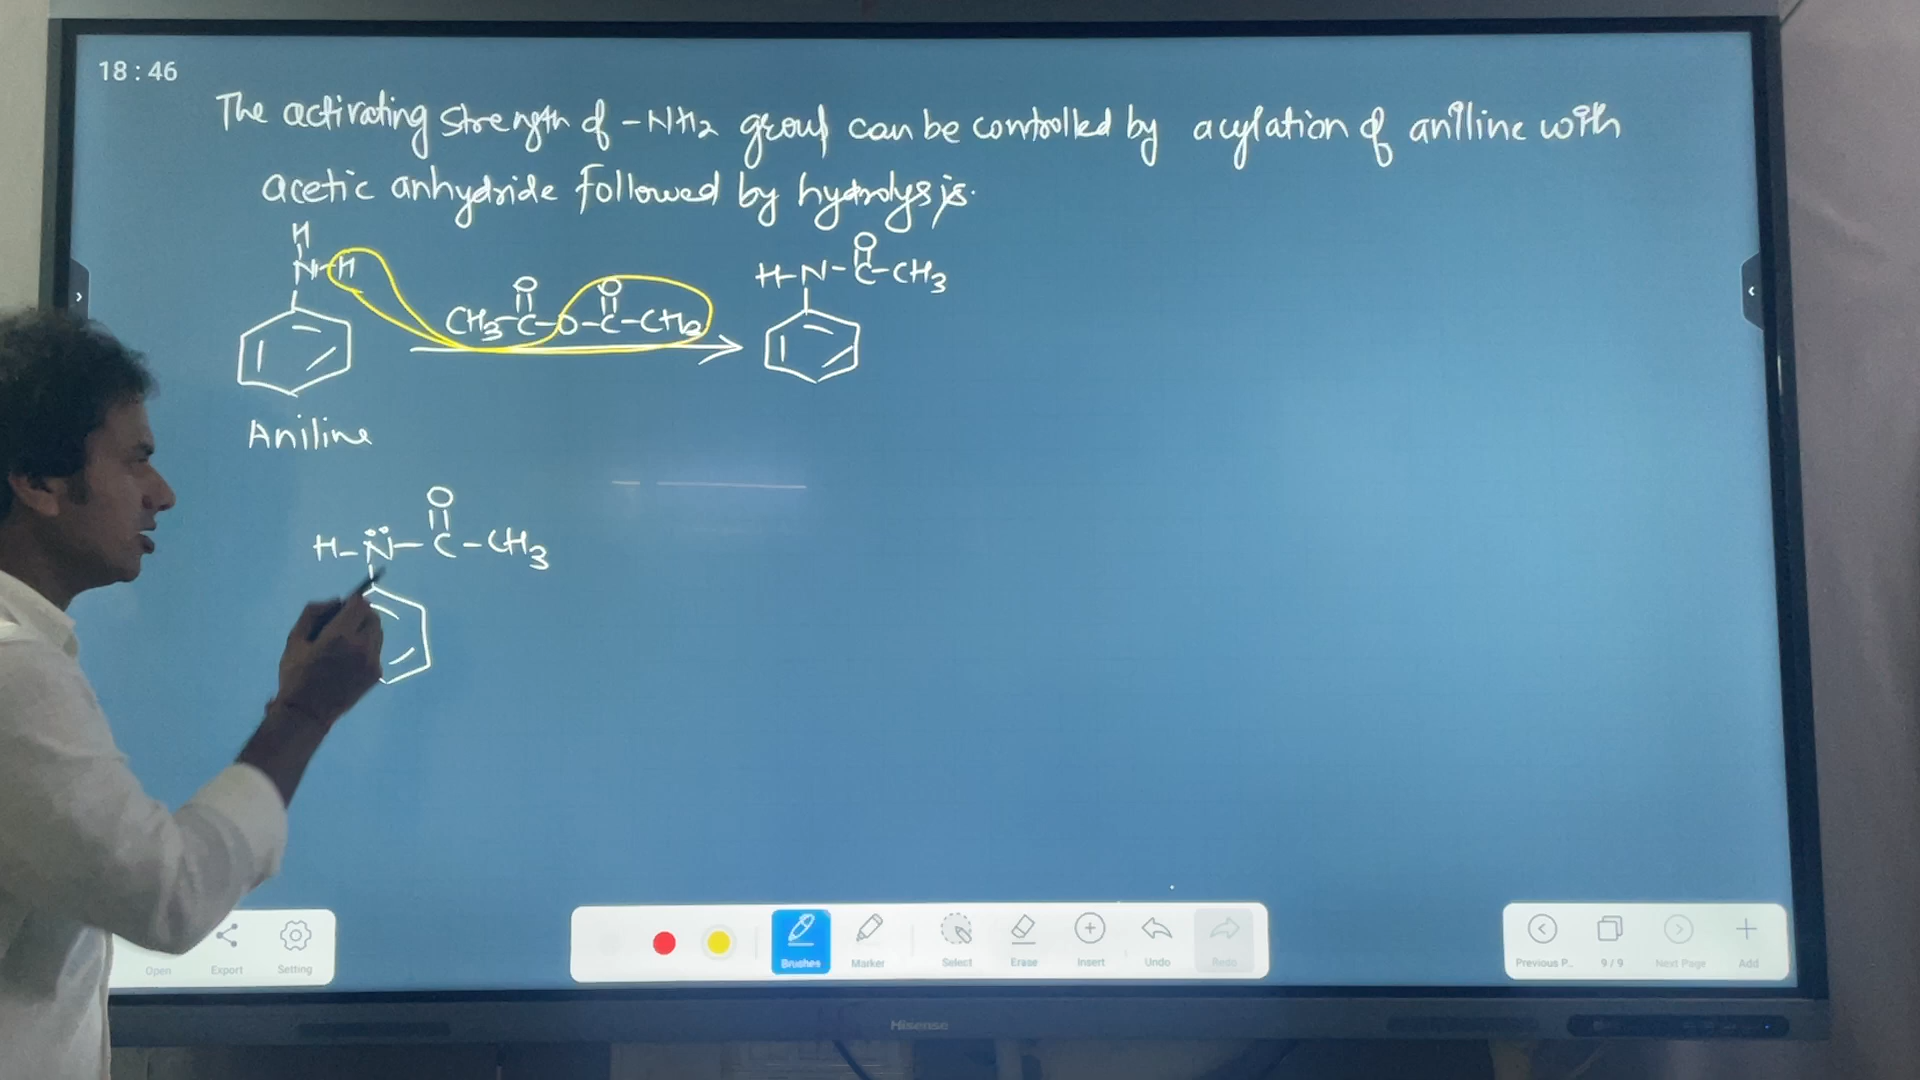 18 : 46
The activating strength of -NH2 group can be controlled by acylation of aniline with
acetic anhydride followed by hydrolysis.
H
N-H
O
CH3-C-O-C-CH3
O O
H-N-C-CH3
Aniline
O
H-N-C-CH3
Open Export Setting
Brushes Marker Select Erase Insert Undo Redo
Previous P... 9/9 Next Page Add
Hisense